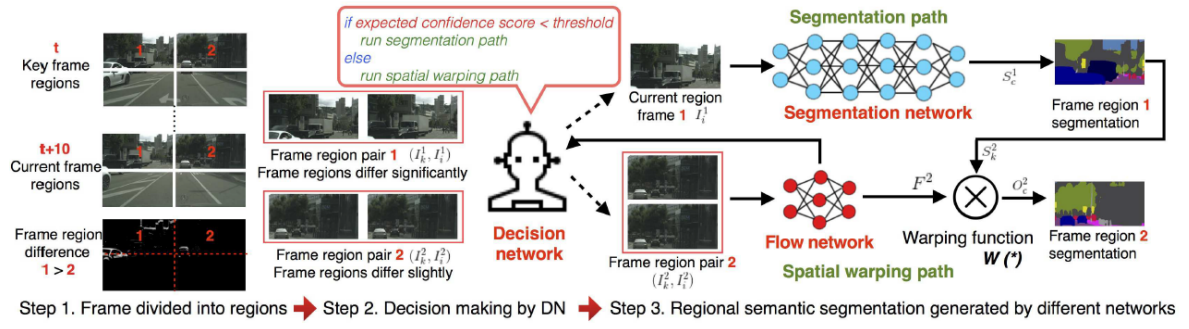 t
Key frame
regions
1
2
t+10
Current frame
regions
1
2
Frame region
difference
1 > 2
1
2
Frame region pair 1 (I_k^1, I_i^1)
Frame regions differ significantly
Frame region pair 2 (I_k^2, I_i^2)
Frame regions differ slightly
if expected confidence score < threshold
run segmentation path
else
run spatial warping path
Decision
network
Current region
frame 1 I_i^1
Segmentation path
Segmentation network
S_c^1
Frame region 1
segmentation
Frame region pair 2
(I_k^2, I_i^2)
Flow network
Spatial warping path
F^2
S_k^2
Warping function
W (*)
O_c^2
Frame region 2
segmentation
Step 1. Frame divided into regions
Step 2. Decision making by DN
Step 3. Regional semantic segmentation generated by different networks